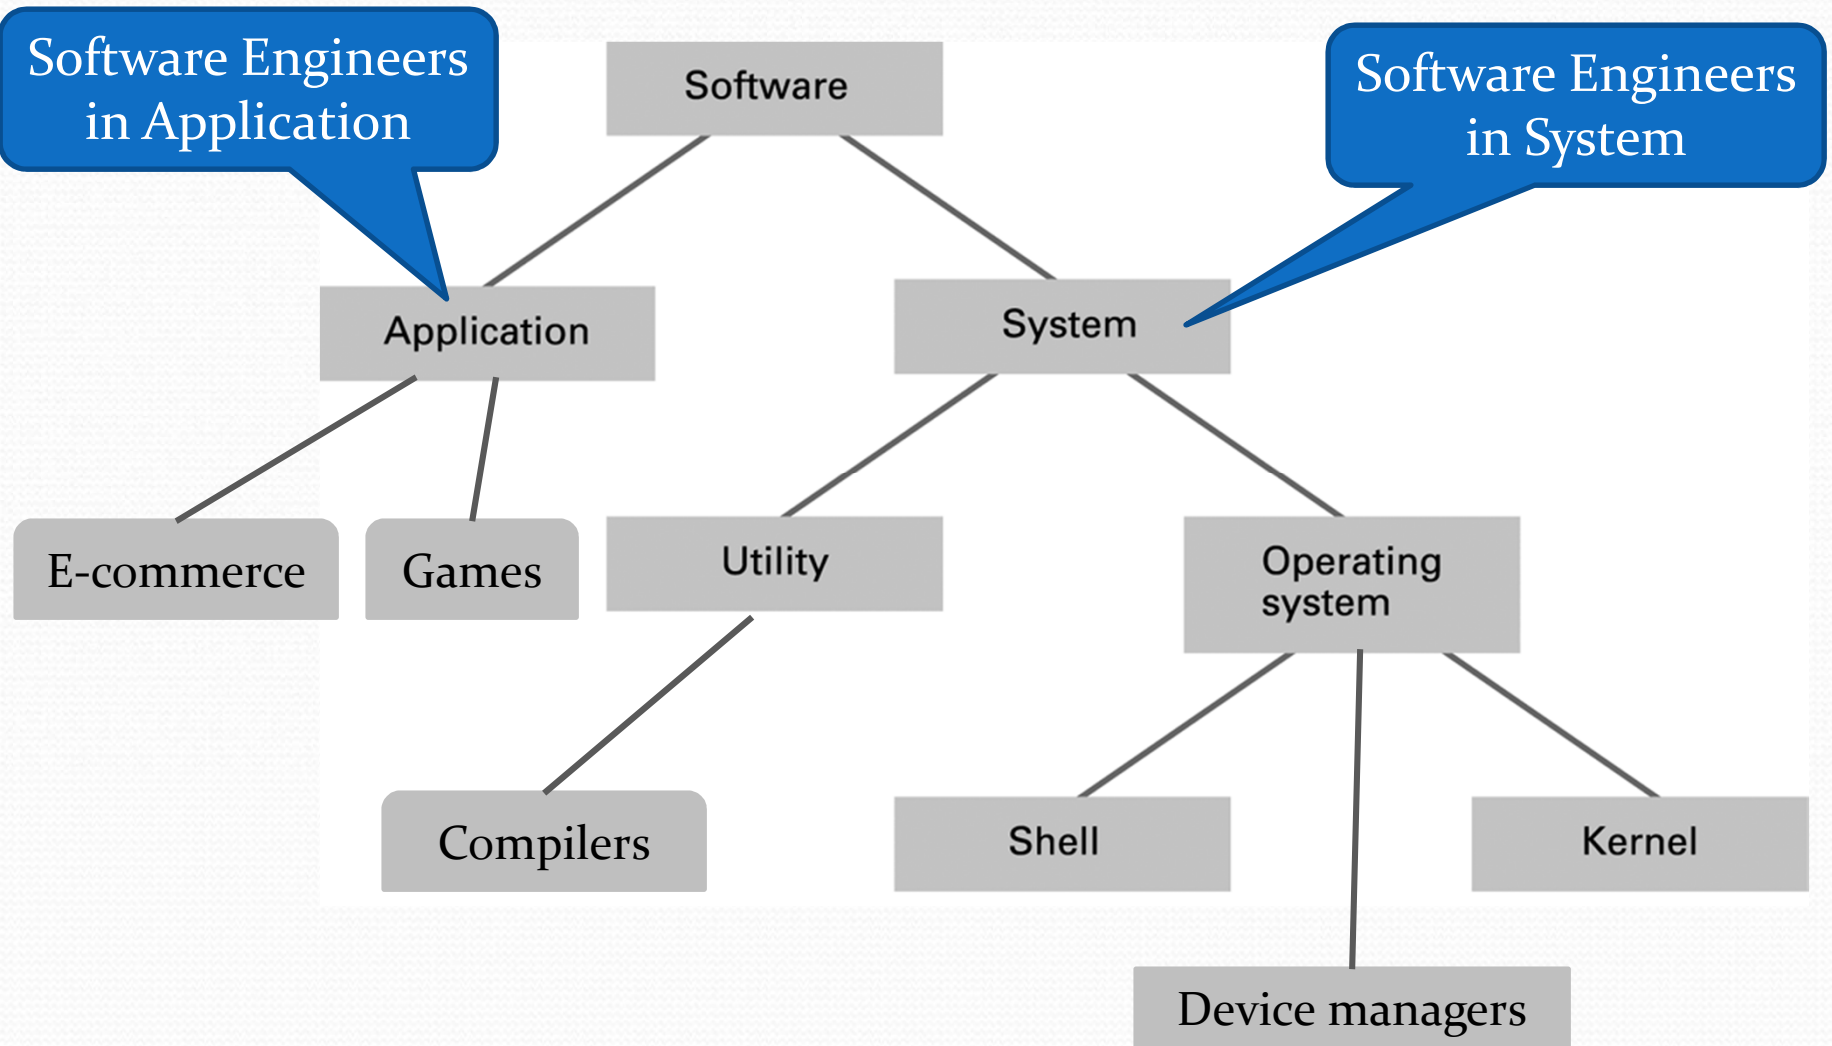 Software Engineers
in Application
Software
Software Engineers
in System
Application
System
E-commerce
Games
Utility
Operating
system
Compilers
Shell
Kernel
Device managers